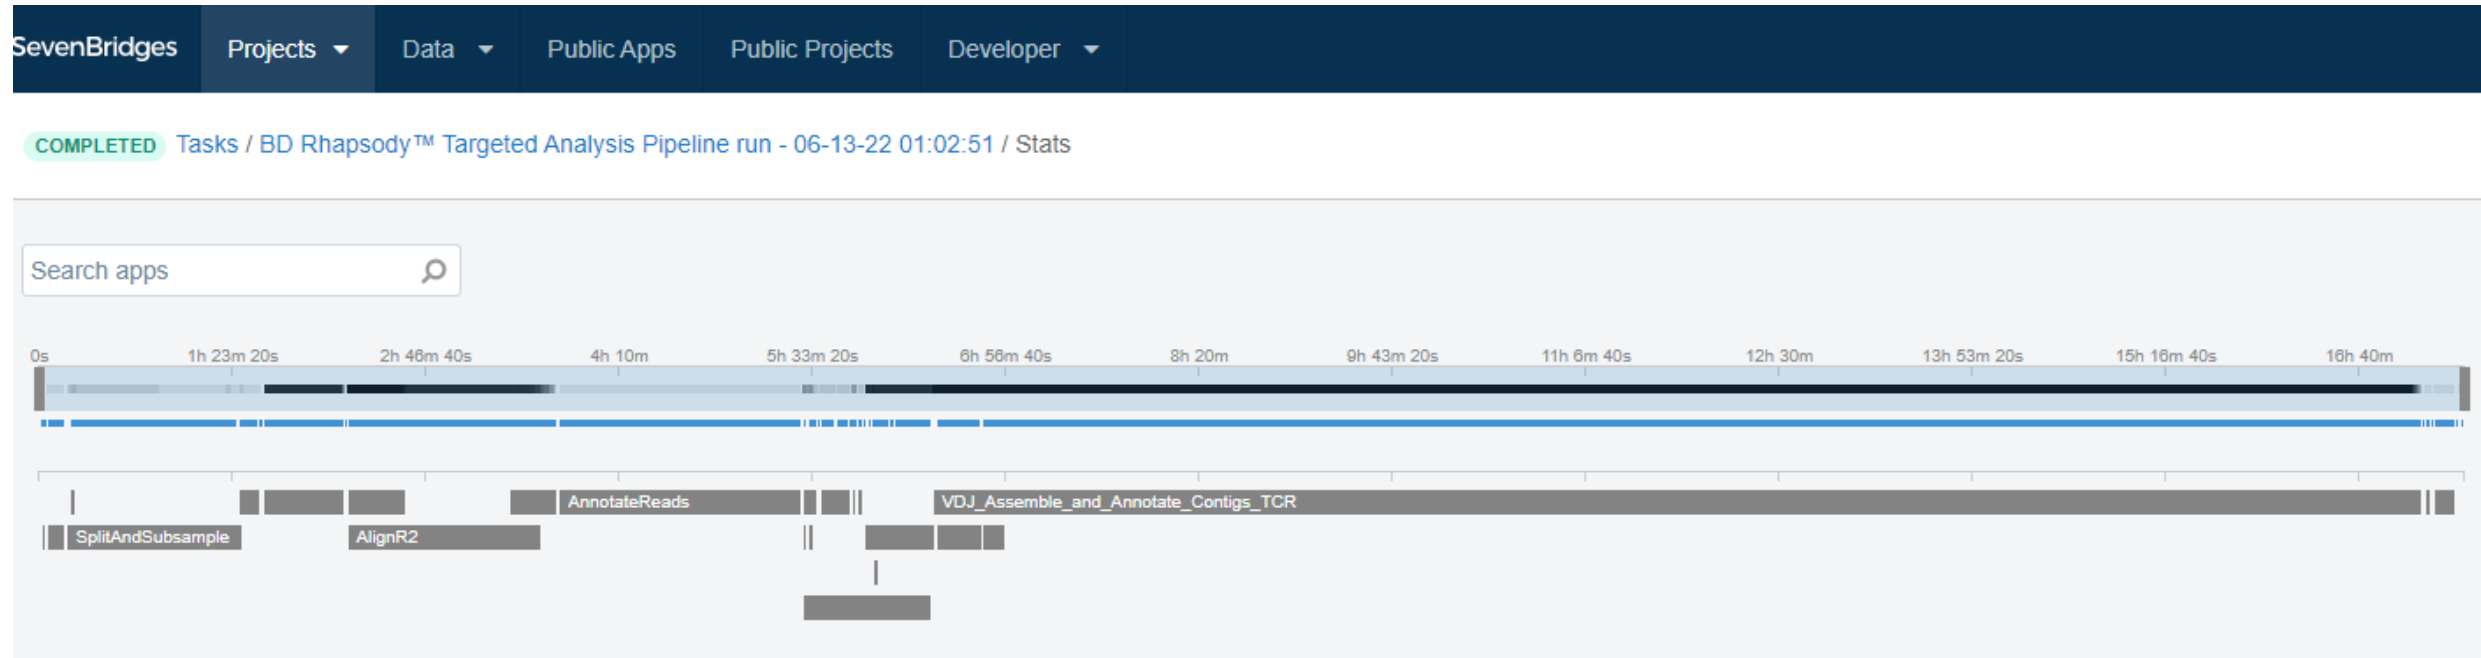 SevenBridges Projects Data Public Apps Public Projects Developer
COMPLETED Tasks / BD Rhapsody™ Targeted Analysis Pipeline run - 06-13-22 01:02:51 / Stats
Search apps
0s 1h 23m 20s 2h 46m 40s 4h 10m 5h 33m 20s 6h 56m 40s 8h 20m 9h 43m 20s 11h 6m 40s 12h 30m 13h 53m 20s 15h 16m 40s 16h 40m
AnnotateReads VDJ_Assemble_and_Annotate_Contigs_TCR
SplitAndSubsample AlignR2